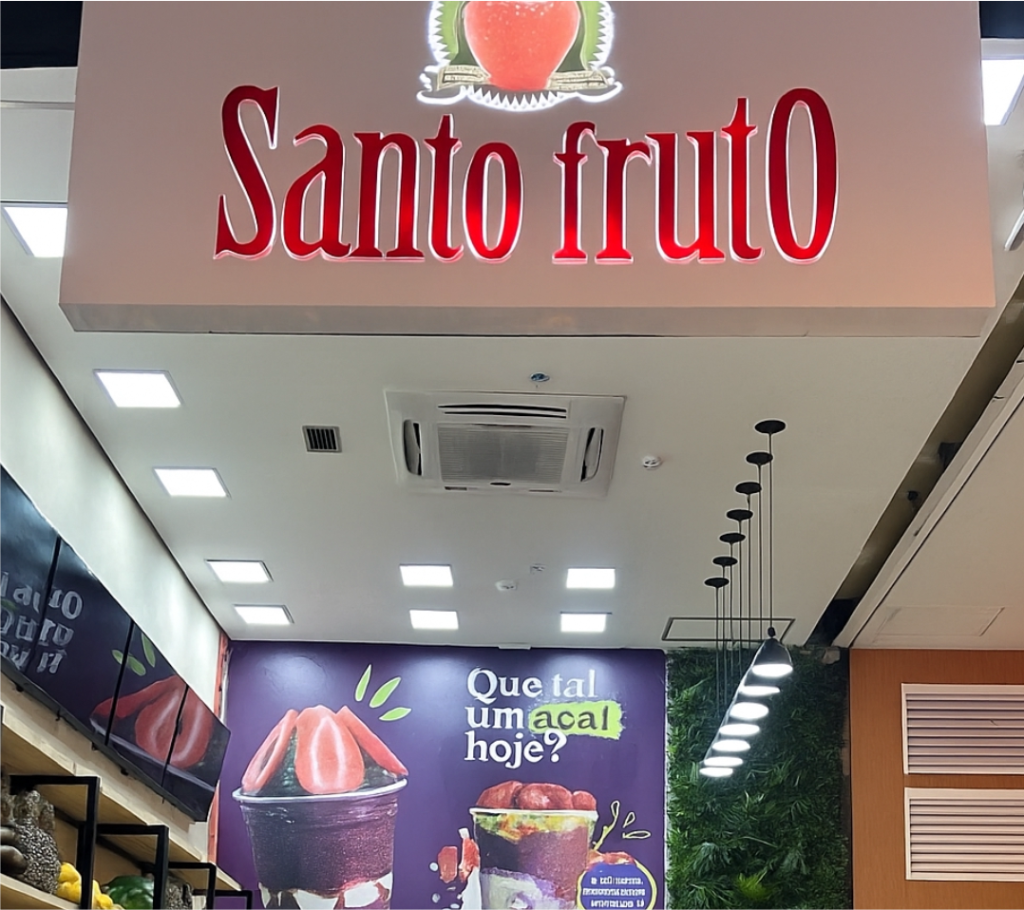 Santo frutO
Que tal
um açaí
hoje?